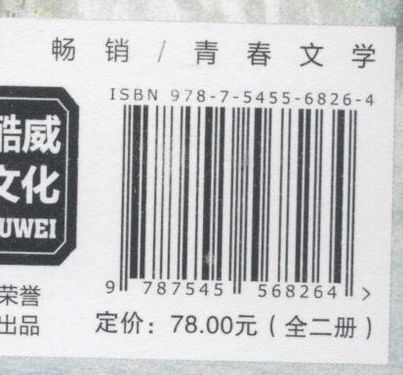 畅销/青春文学
ISBN 978-7-5455-6826-4
酷威
文化
UWEI
9 787545 568264 >
荣誉
出品
定价：78.00元（全二册）